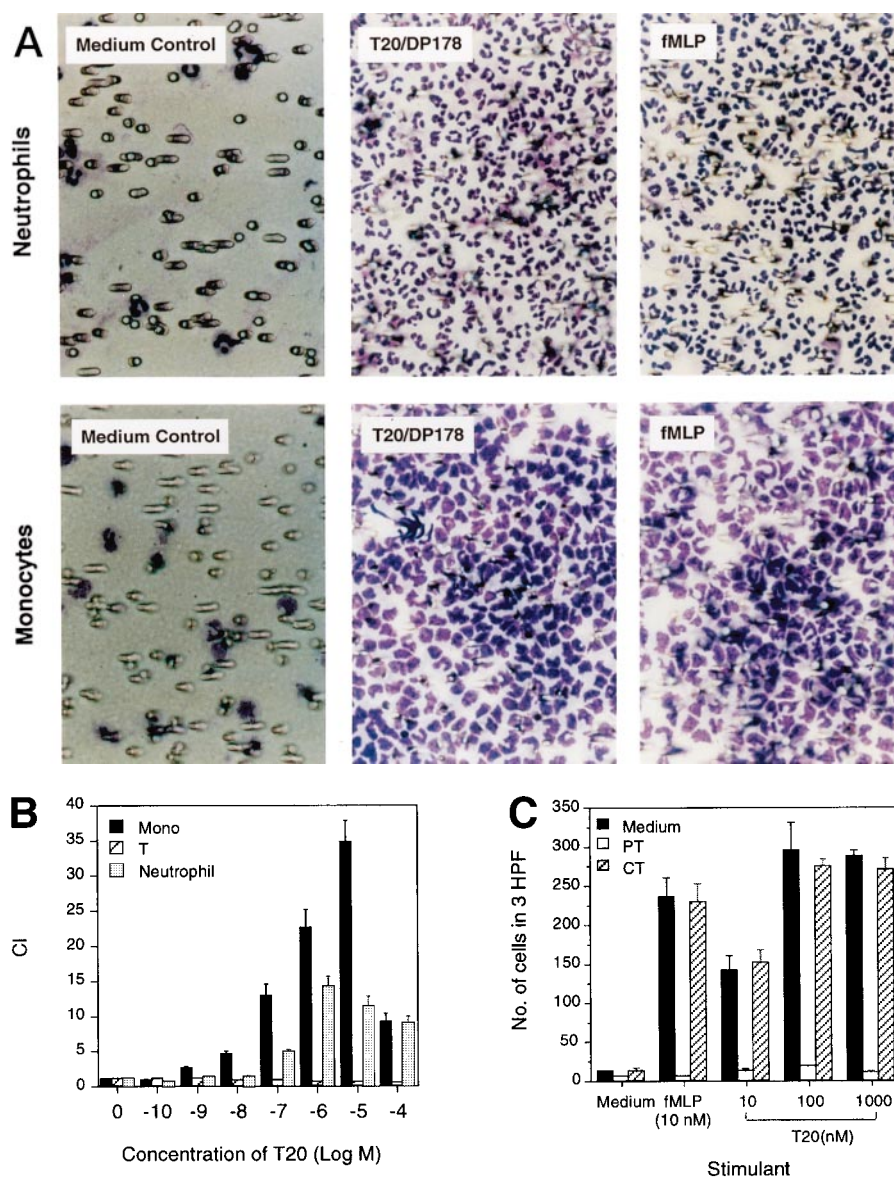 A
Medium Control
T20/DP178
fMLP
Neutrophils
Medium Control
T20/DP178
fMLP
Monocytes
B
40
35
30
25
20
15
10
5
0
CI
Mono
T
Neutrophil
0 -10 -9 -8 -7 -6 -5 -4
Concentration of T20 (Log M)
C
350
300
250
200
150
100
50
0
No. of cells in 3 HPF
Medium
PT
CT
Medium fMLP 10 100 1000
(10 nM)
T20(nM)
Stimulant